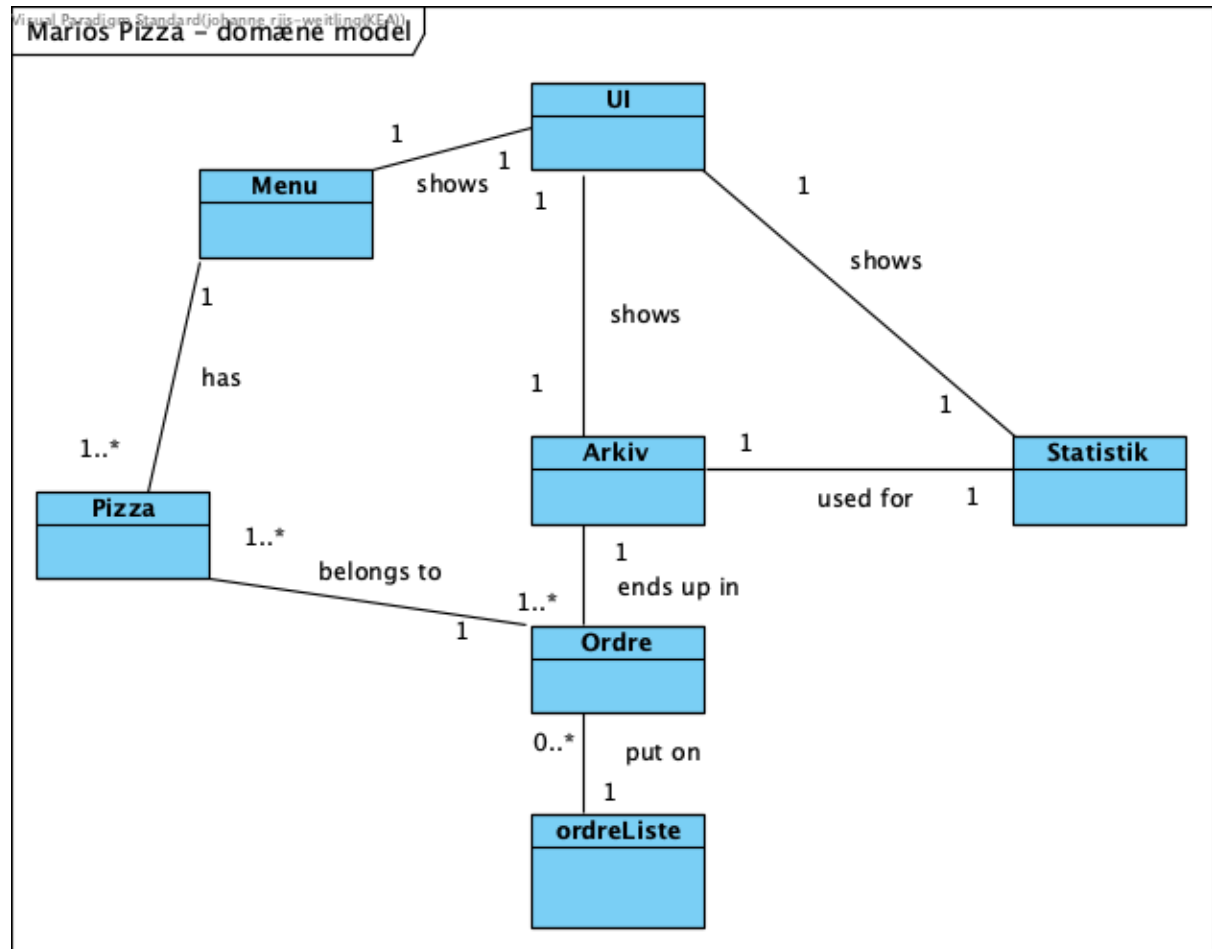 Visual Paradigm Standard(johanne riis-weitling(KEA))
Marios Pizza - domæne model
UI
1
1
shows
1
1
Menu
shows
1
shows
has
1
1
1..*
Arkiv
1
Statistik
used for
1
Pizza
1..*
belongs to
1
ends up in
1..*
1
Ordre
0..*
put on
1
ordreListe